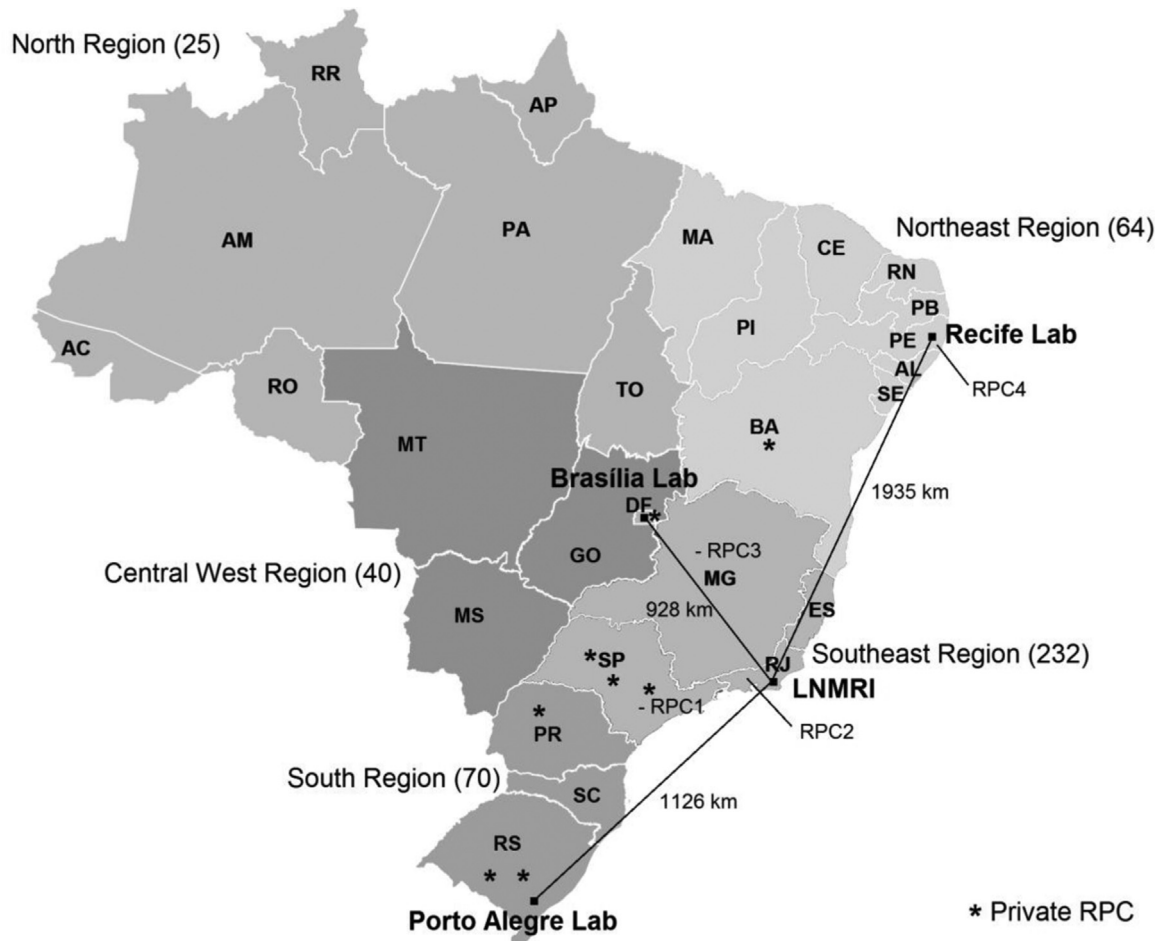 North Region (25)
RR
AP
AM
PA
MA
CE
Northeast Region (64)
RN
PB
PI
PE
Recife Lab
AC
AL
RO
TO
SE
RPC4
BA
*
MT
Brasília Lab
1935 km
DF
*
GO
- RPC3
MG
Central West Region (40)
928 km
ES
MS
* SP
*
*
RJ
Southeast Region (232)
LNMRI
- RPC1
*
PR
RPC2
South Region (70)
SC
1126 km
RS
* *
Porto Alegre Lab
* Private RPC